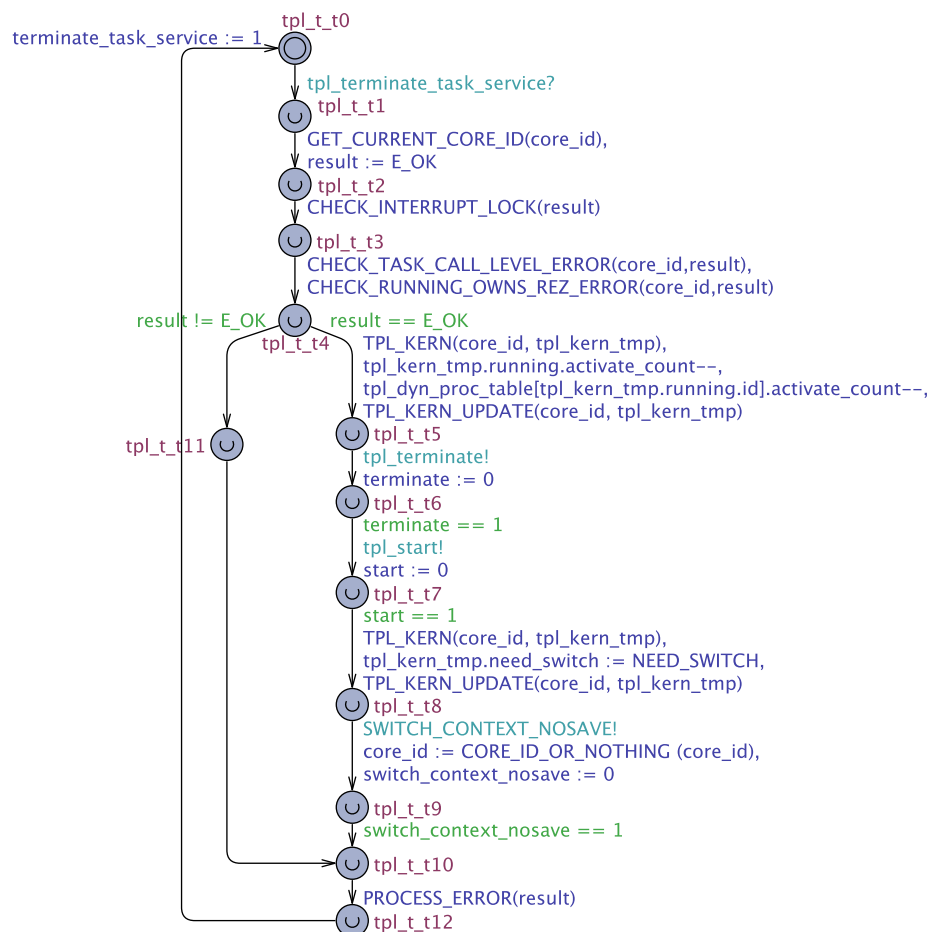 tpl_t_t0
terminate_task_service := 1
tpl_terminate_task_service?
tpl_t_t1
GET_CURRENT_CORE_ID(core_id),
result := E_OK
tpl_t_t2
CHECK_INTERRUPT_LOCK(result)
tpl_t_t3
CHECK_TASK_CALL_LEVEL_ERROR(core_id,result),
CHECK_RUNNING_OWNS_REZ_ERROR(core_id,result)
result != E_OK
result == E_OK
tpl_t_t4
TPL_KERN(core_id, tpl_kern_tmp),
tpl_kern_tmp.running.activate_count--,
tpl_dyn_proc_table[tpl_kern_tmp.running.id].activate_count--,
TPL_KERN_UPDATE(core_id, tpl_kern_tmp)
tpl_t_t11
tpl_t_t5
tpl_terminate!
terminate := 0
tpl_t_t6
terminate == 1
tpl_start!
start := 0
tpl_t_t7
start == 1
TPL_KERN(core_id, tpl_kern_tmp),
tpl_kern_tmp.need_switch := NEED_SWITCH,
TPL_KERN_UPDATE(core_id, tpl_kern_tmp)
tpl_t_t8
SWITCH_CONTEXT_NOSAVE!
core_id := CORE_ID_OR_NOTHING (core_id),
switch_context_nosave := 0
tpl_t_t9
switch_context_nosave == 1
tpl_t_t10
PROCESS_ERROR(result)
tpl_t_t12